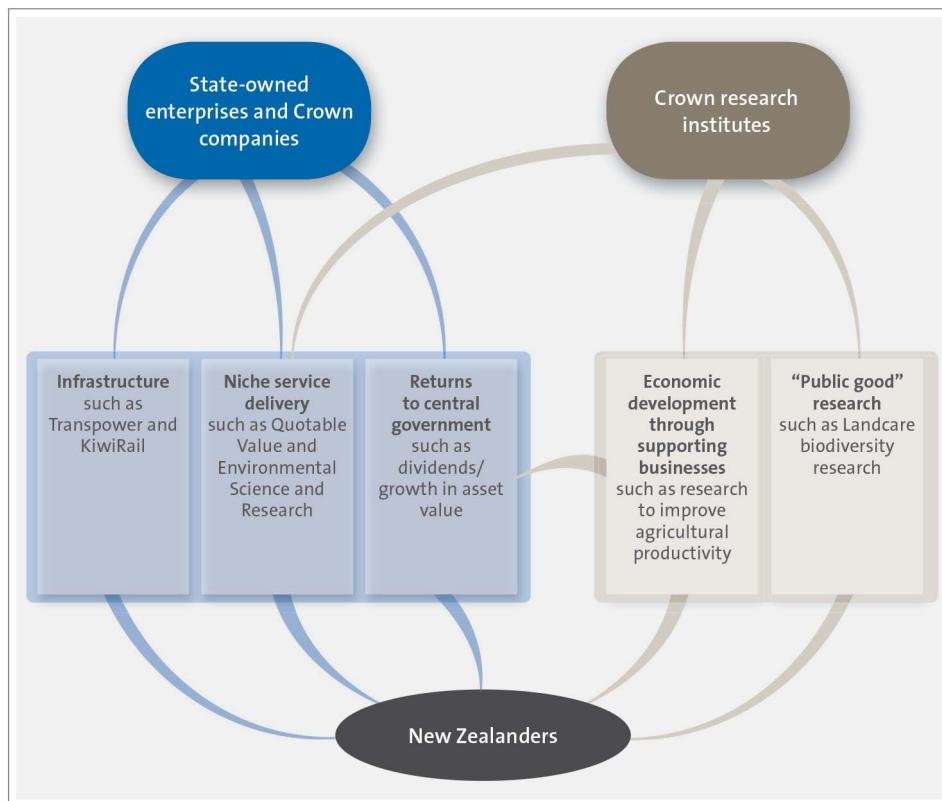 State-owned
enterprises and Crown
companies
Crown research
institutes
Infrastructure
such as
Transpower and
KiwiRail
Niche service
delivery
such as Quotable
Value and
Environmental
Science and
Research
Returns
to central
government
such as
dividends/
growth in asset
value
Economic
development
through
supporting
businesses
such as research
to improve
agricultural
productivity
“Public good”
research
such as Landcare
biodiversity
research
New Zealanders